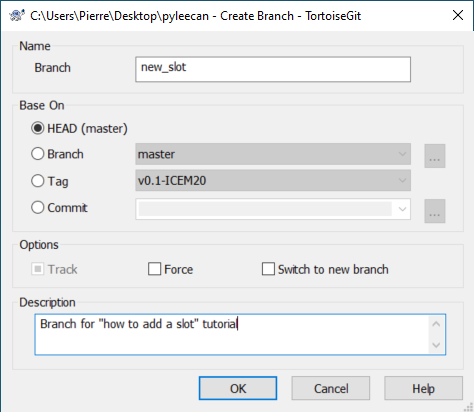 C:\Users\Pierre\Desktop\pyleecan - Create Branch - TortoiseGit
Name
Branch
new_slot
Base On
HEAD (master)
Branch
master
...
Tag
v0.1-ICEM20
Commit
...
Options
Track
Force
Switch to new branch
Description
Branch for "how to add a slot" tutorial
OK
Cancel
Help